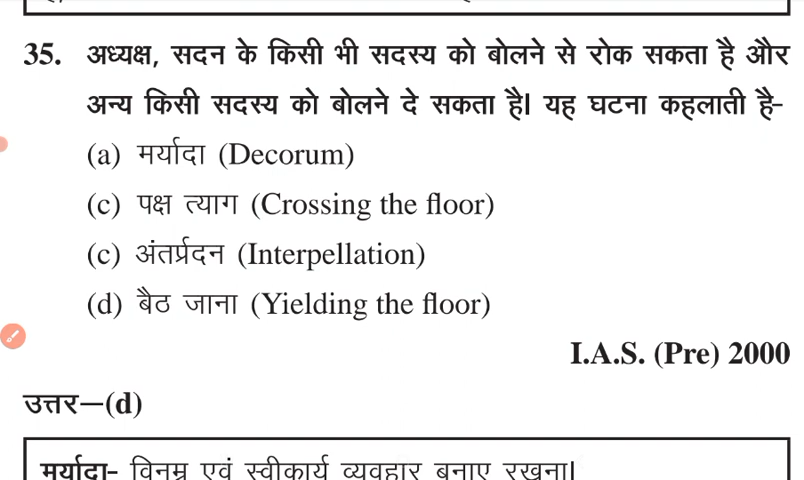 35. अध्यक्ष, सदन के किसी भी सदस्य को बोलने से रोक सकता है और
अन्य किसी सदस्य को बोलने दे सकता है। यह घटना कहलाती है-
(a) मर्यादा (Decorum)
(c) पक्ष त्याग (Crossing the floor)
(c) अंतर्प्रदन (Interpellation)
(d) बैठ जाना (Yielding the floor)
I.A.S. (Pre) 2000
उत्तर—(d)
मर्यादा- विनम्र एवं स्वीकार्य व्यवहार बनाए रखना।